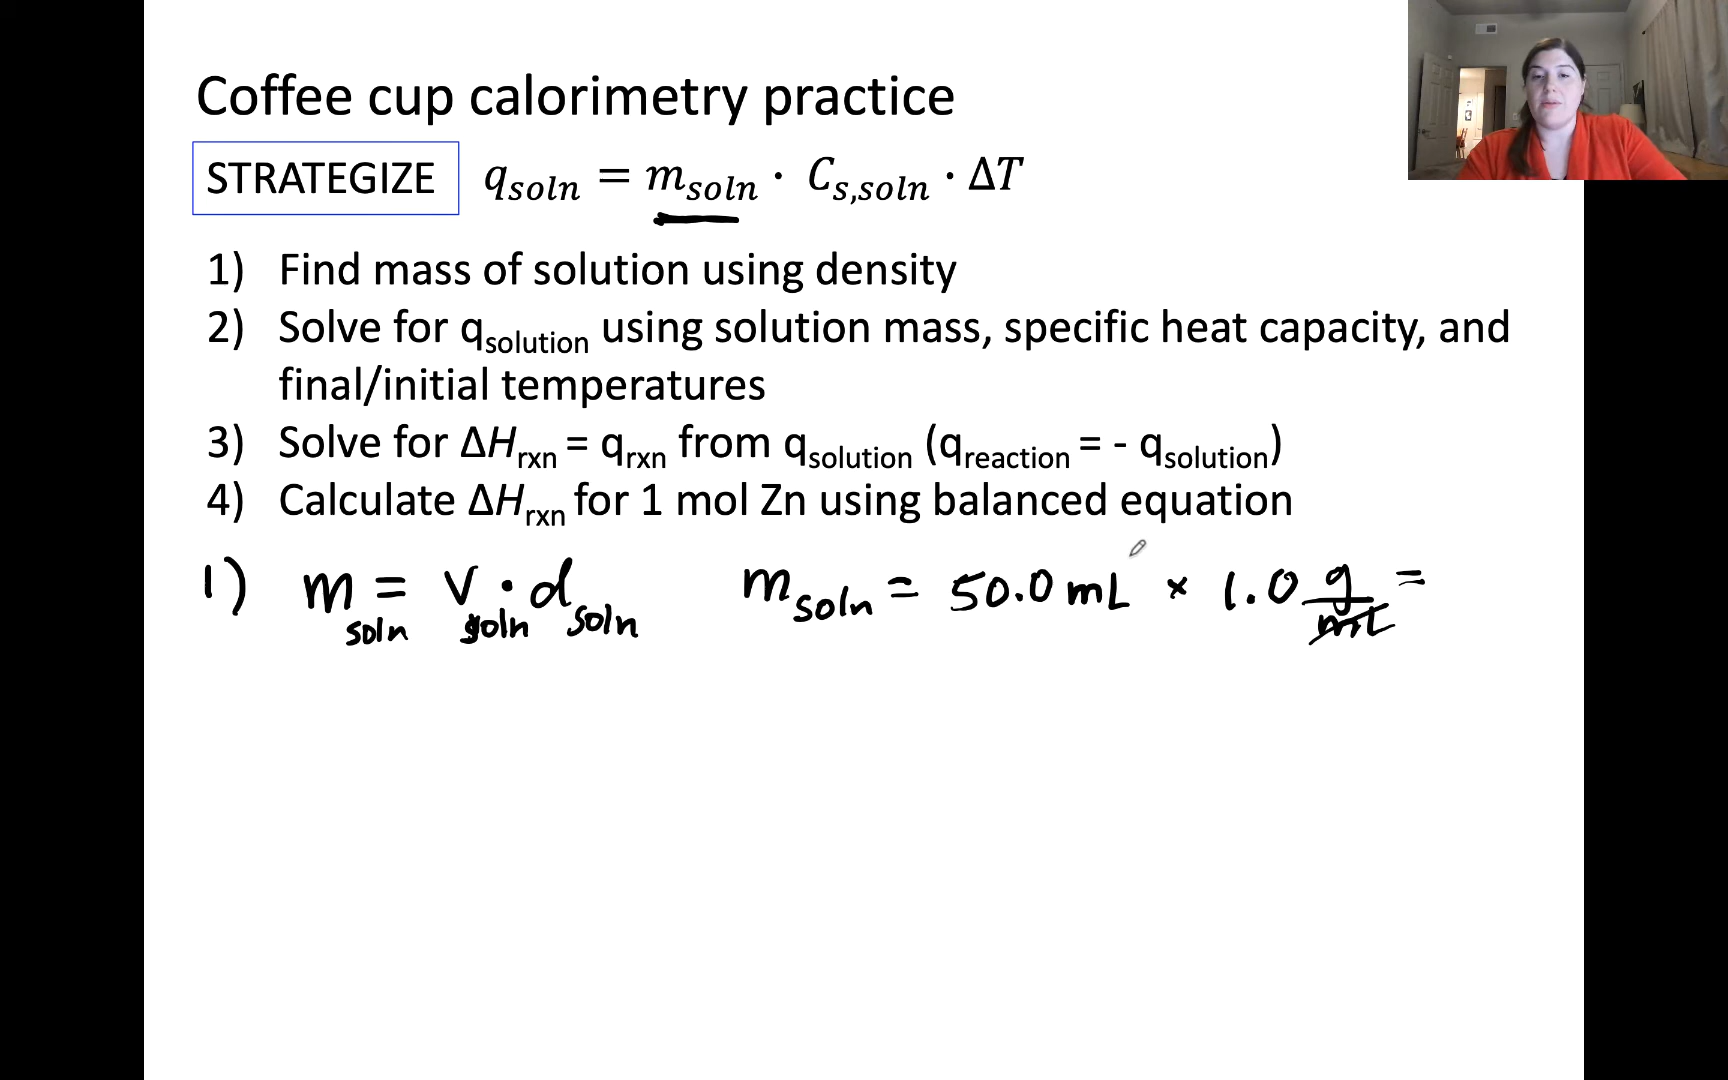 Coffee cup calorimetry practice
STRATEGIZE q_soln = m_soln · C_s,soln · ΔT
1) Find mass of solution using density
2) Solve for q_solution using solution mass, specific heat capacity, and
final/initial temperatures
3) Solve for ΔH_rxn = q_rxn from q_solution (q_reaction = - q_solution)
4) Calculate ΔH_rxn for 1 mol Zn using balanced equation
1) m_soln = V_soln · d_soln m_soln = 50.0 mL × 1.0 g/mL =